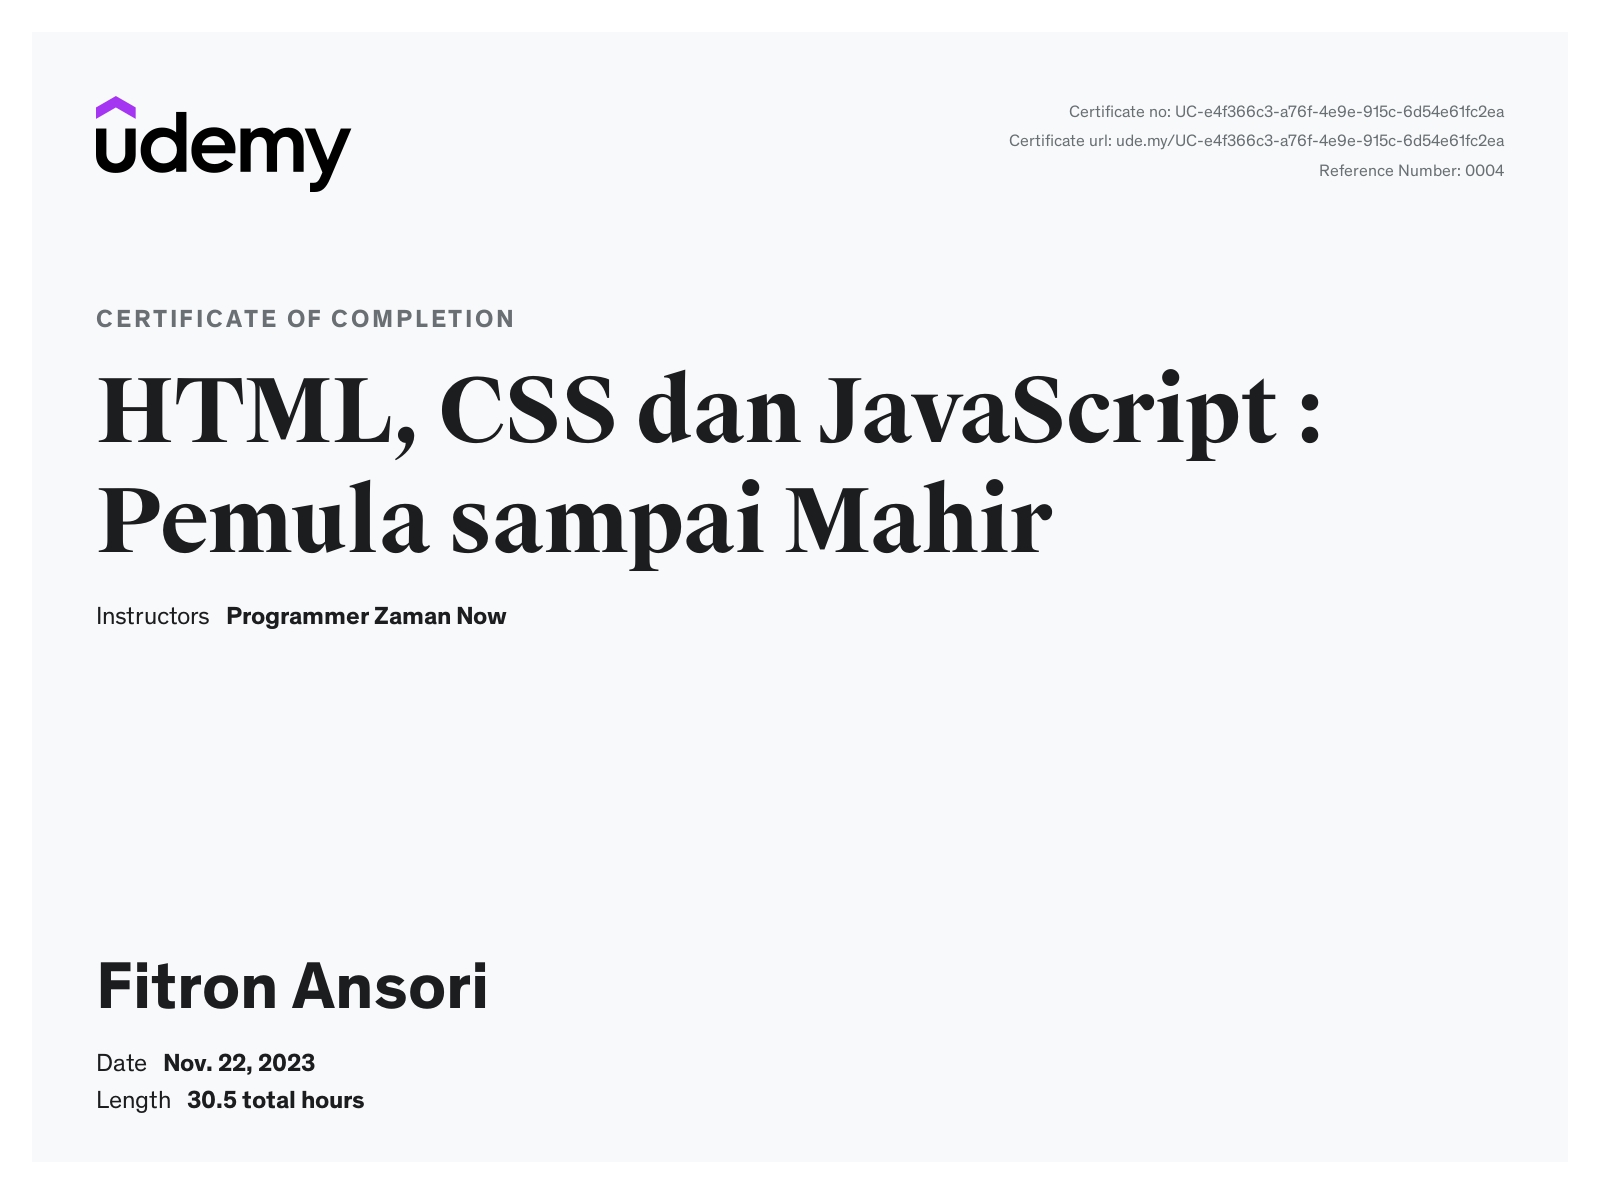 udemy
Certificate no: UC-e4f366c3-a76f-4e9e-915c-6d54e61fc2ea
Certificate url: ude.my/UC-e4f366c3-a76f-4e9e-915c-6d54e61fc2ea
Reference Number: 0004
CERTIFICATE OF COMPLETION
HTML, CSS dan JavaScript :
Pemula sampai Mahir
Instructors Programmer Zaman Now
Fitron Ansori
Date Nov. 22, 2023
Length 30.5 total hours